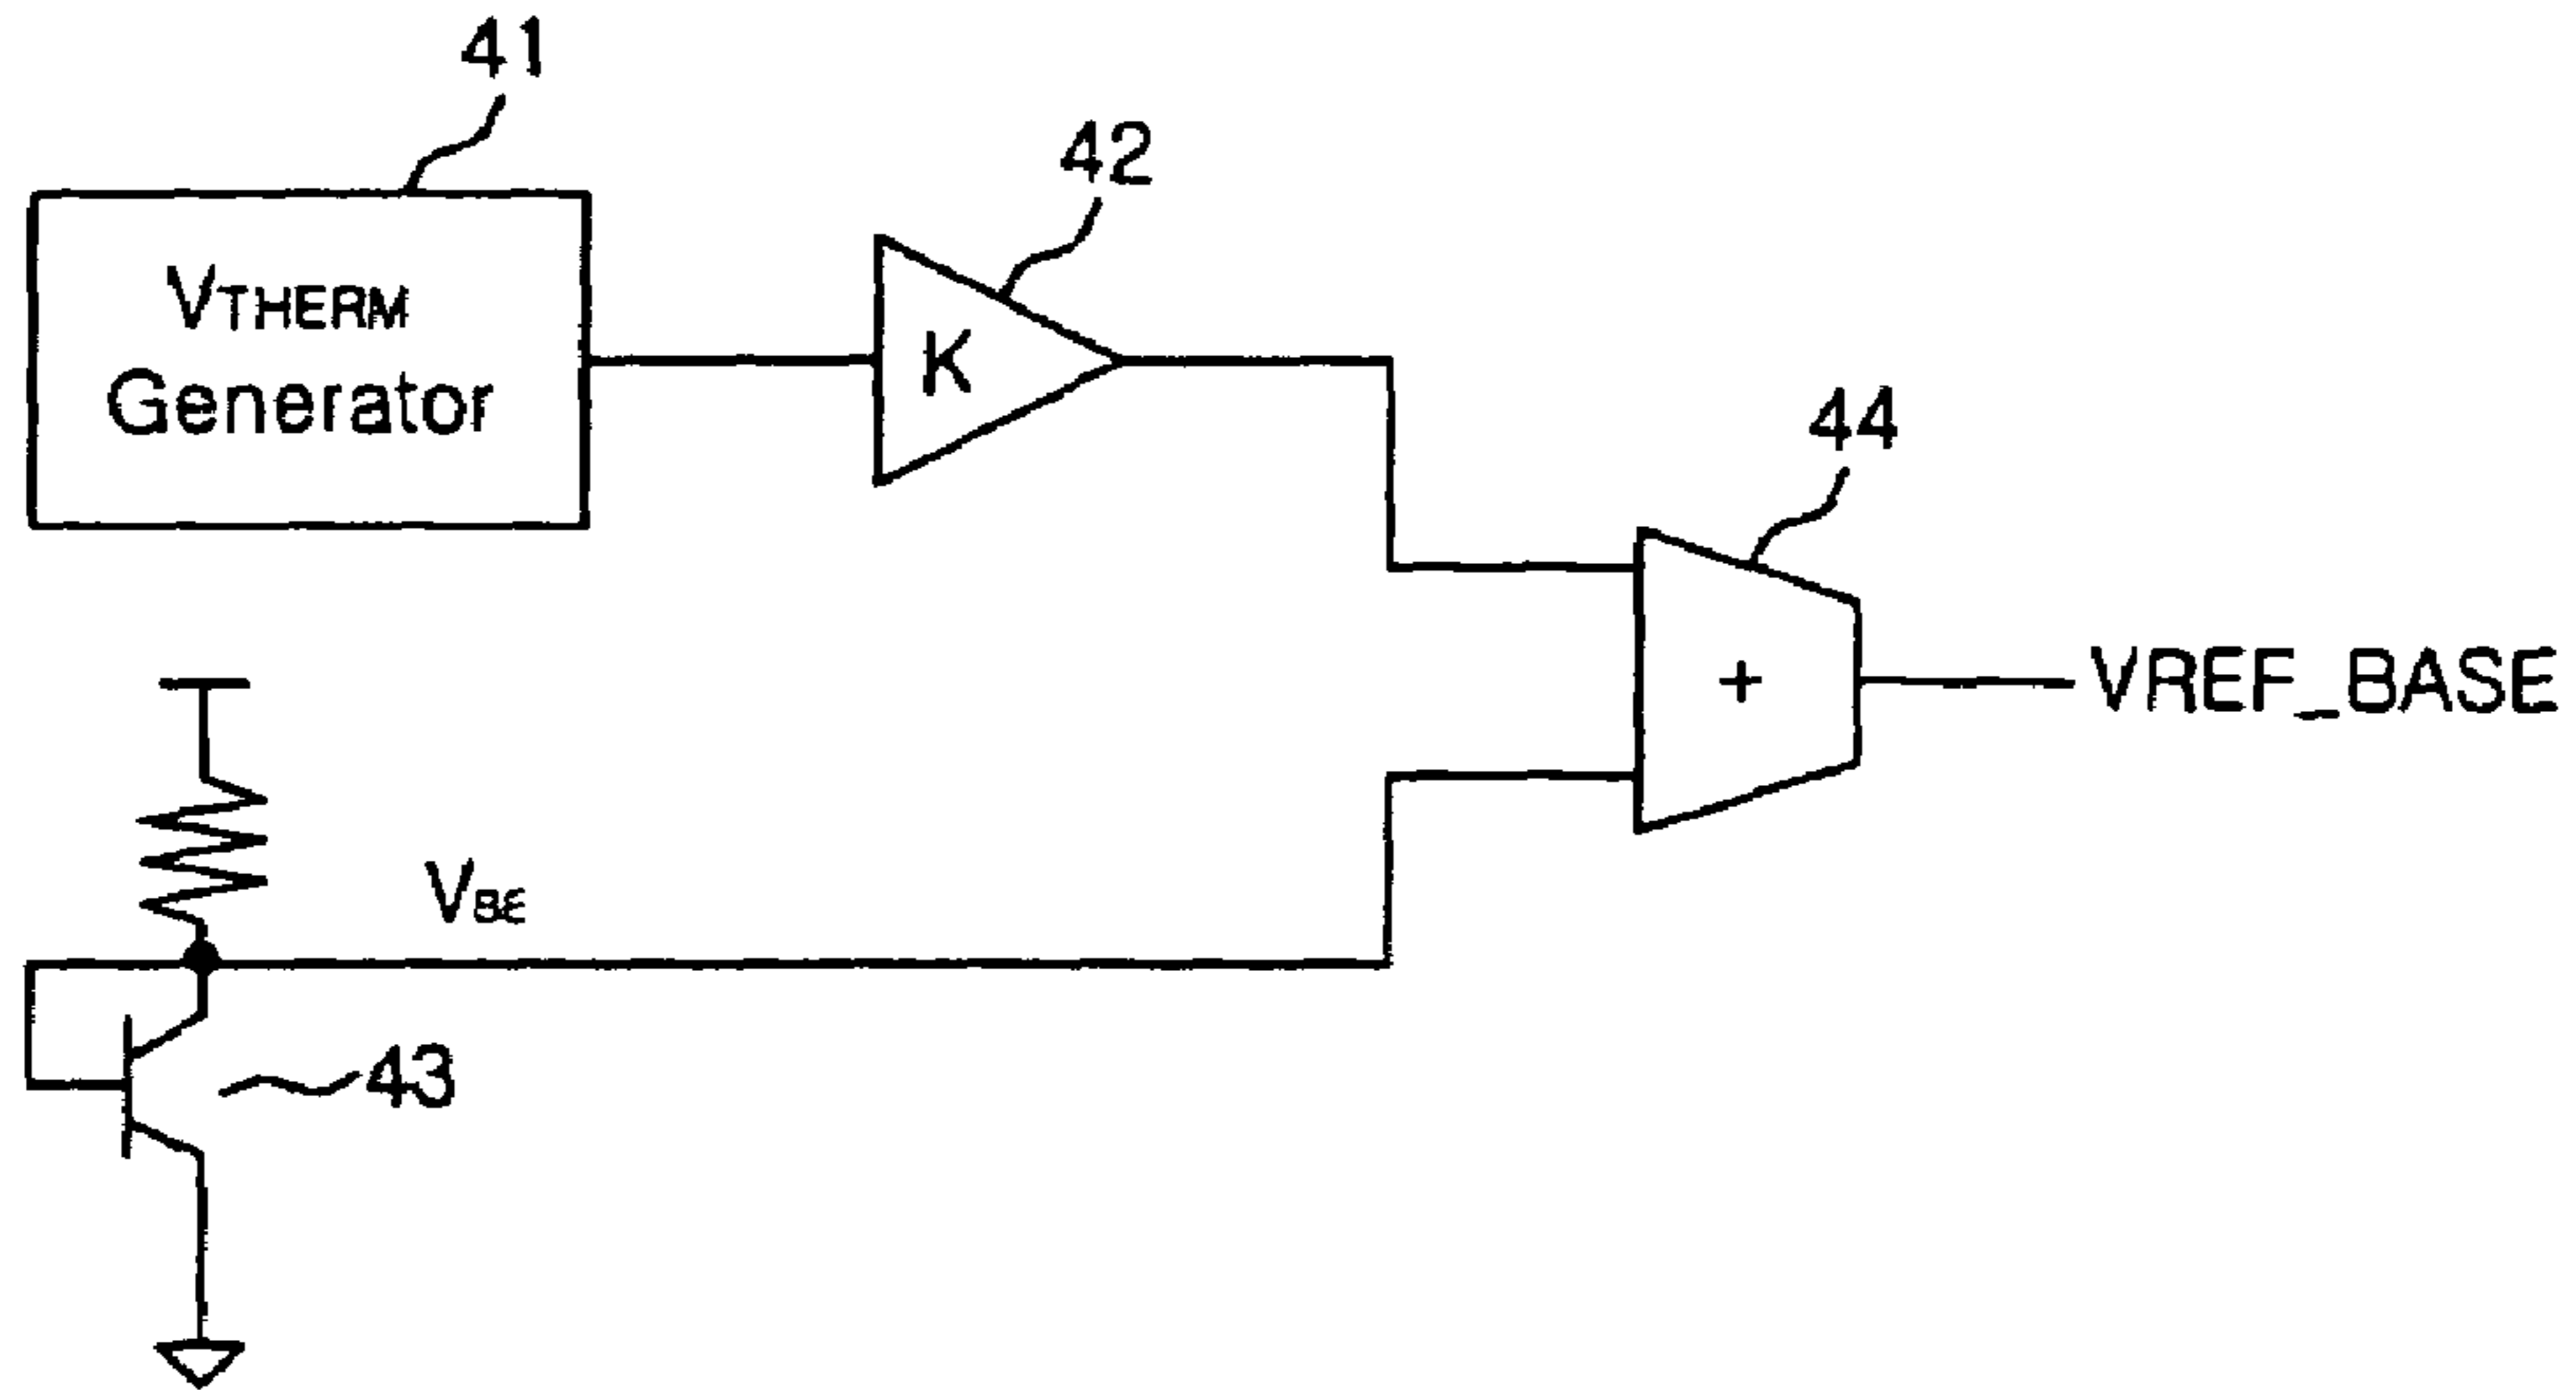 41
42
VTHERM
Generator
K
44
+
VREF_BASE
VBE
43